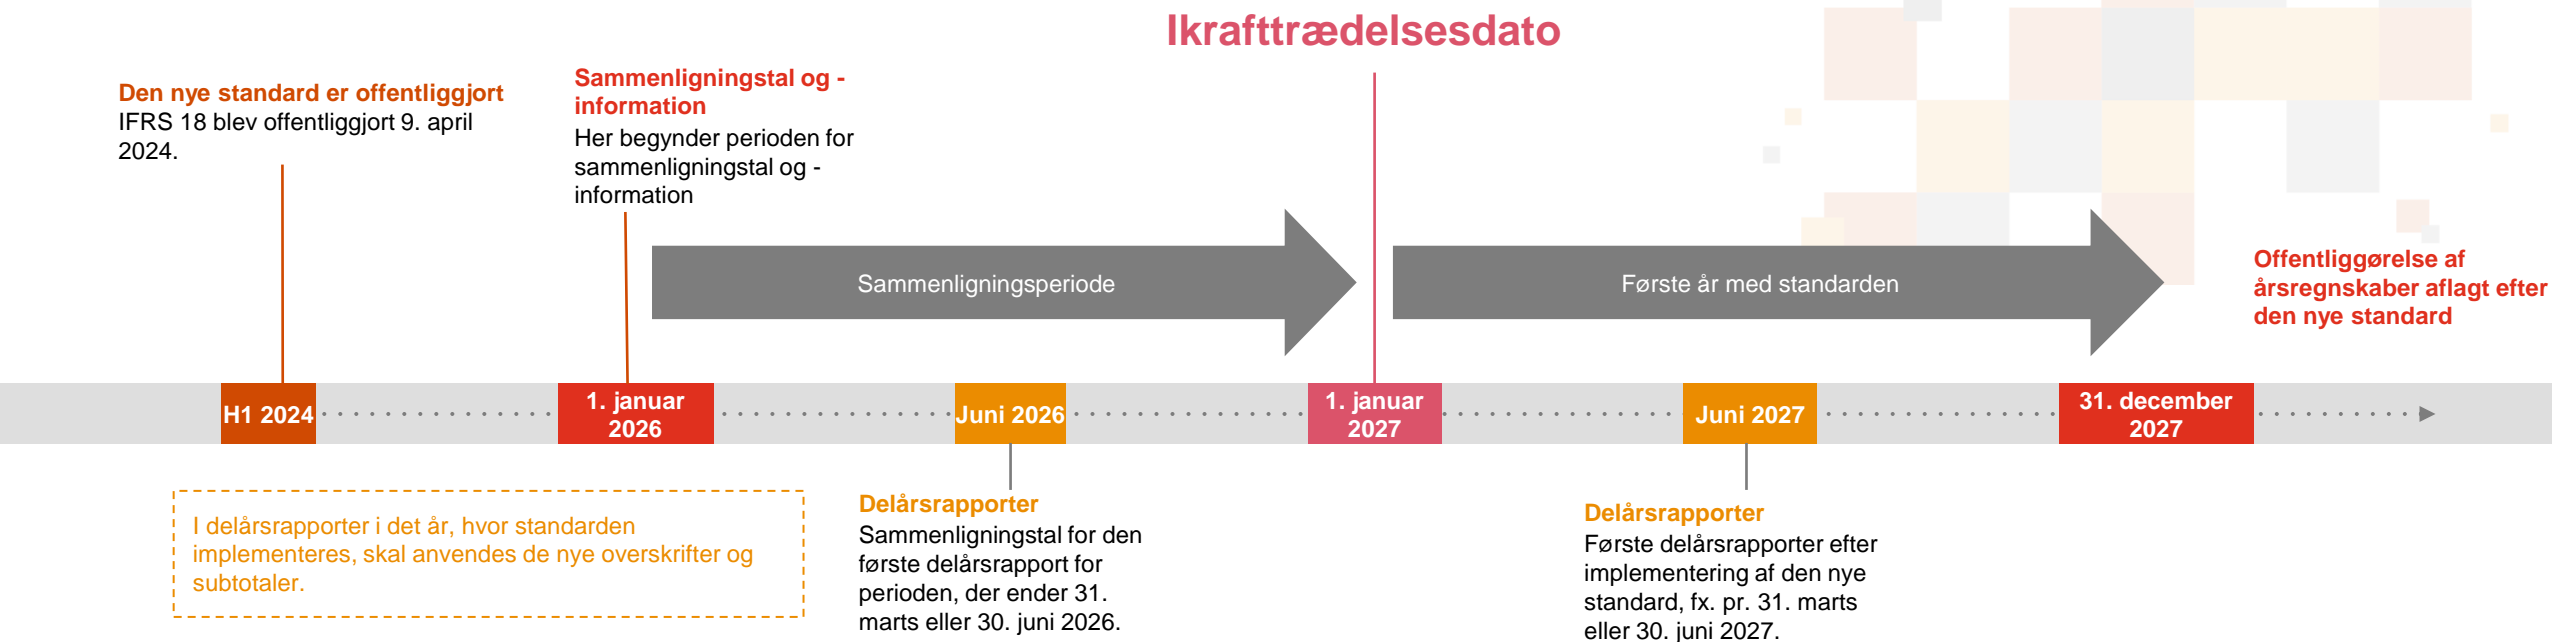 Ikrafttrædelsesdato
Den nye standard er offentliggjort
IFRS 18 blev offentliggjort 9. april
2024.
Sammenligningstal og -
information
Her begynder perioden for
sammenligningstal og -
information
Sammenligningsperiode
Første år med standarden
Offentliggørelse af
årsregnskaber aflagt efter
den nye standard
H1 2024
1. januar
2026
Juni 2026
1. januar
2027
Juni 2027
31. december
2027
I delårsrapporter i det år, hvor standarden
implementeres, skal anvendes de nye overskrifter og
subtotaler.
Delårsrapporter
Sammenligningstal for den
første delårsrapport for
perioden, der ender 31.
marts eller 30. juni 2026.
Delårsrapporter
Første delårsrapporter efter
implementering af den nye
standard, fx. pr. 31. marts
eller 30. juni 2027.